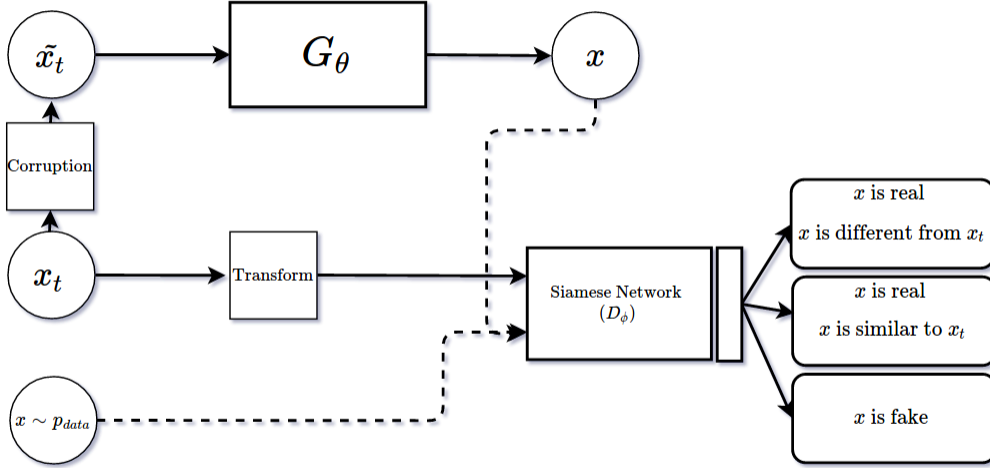 x̃_t
G_θ
x
Corruption
x_t
Transform
Siamese Network
(D_ϕ)
x is real
x is different from x_t
x is real
x is similar to x_t
x is fake
x ∼ p_data